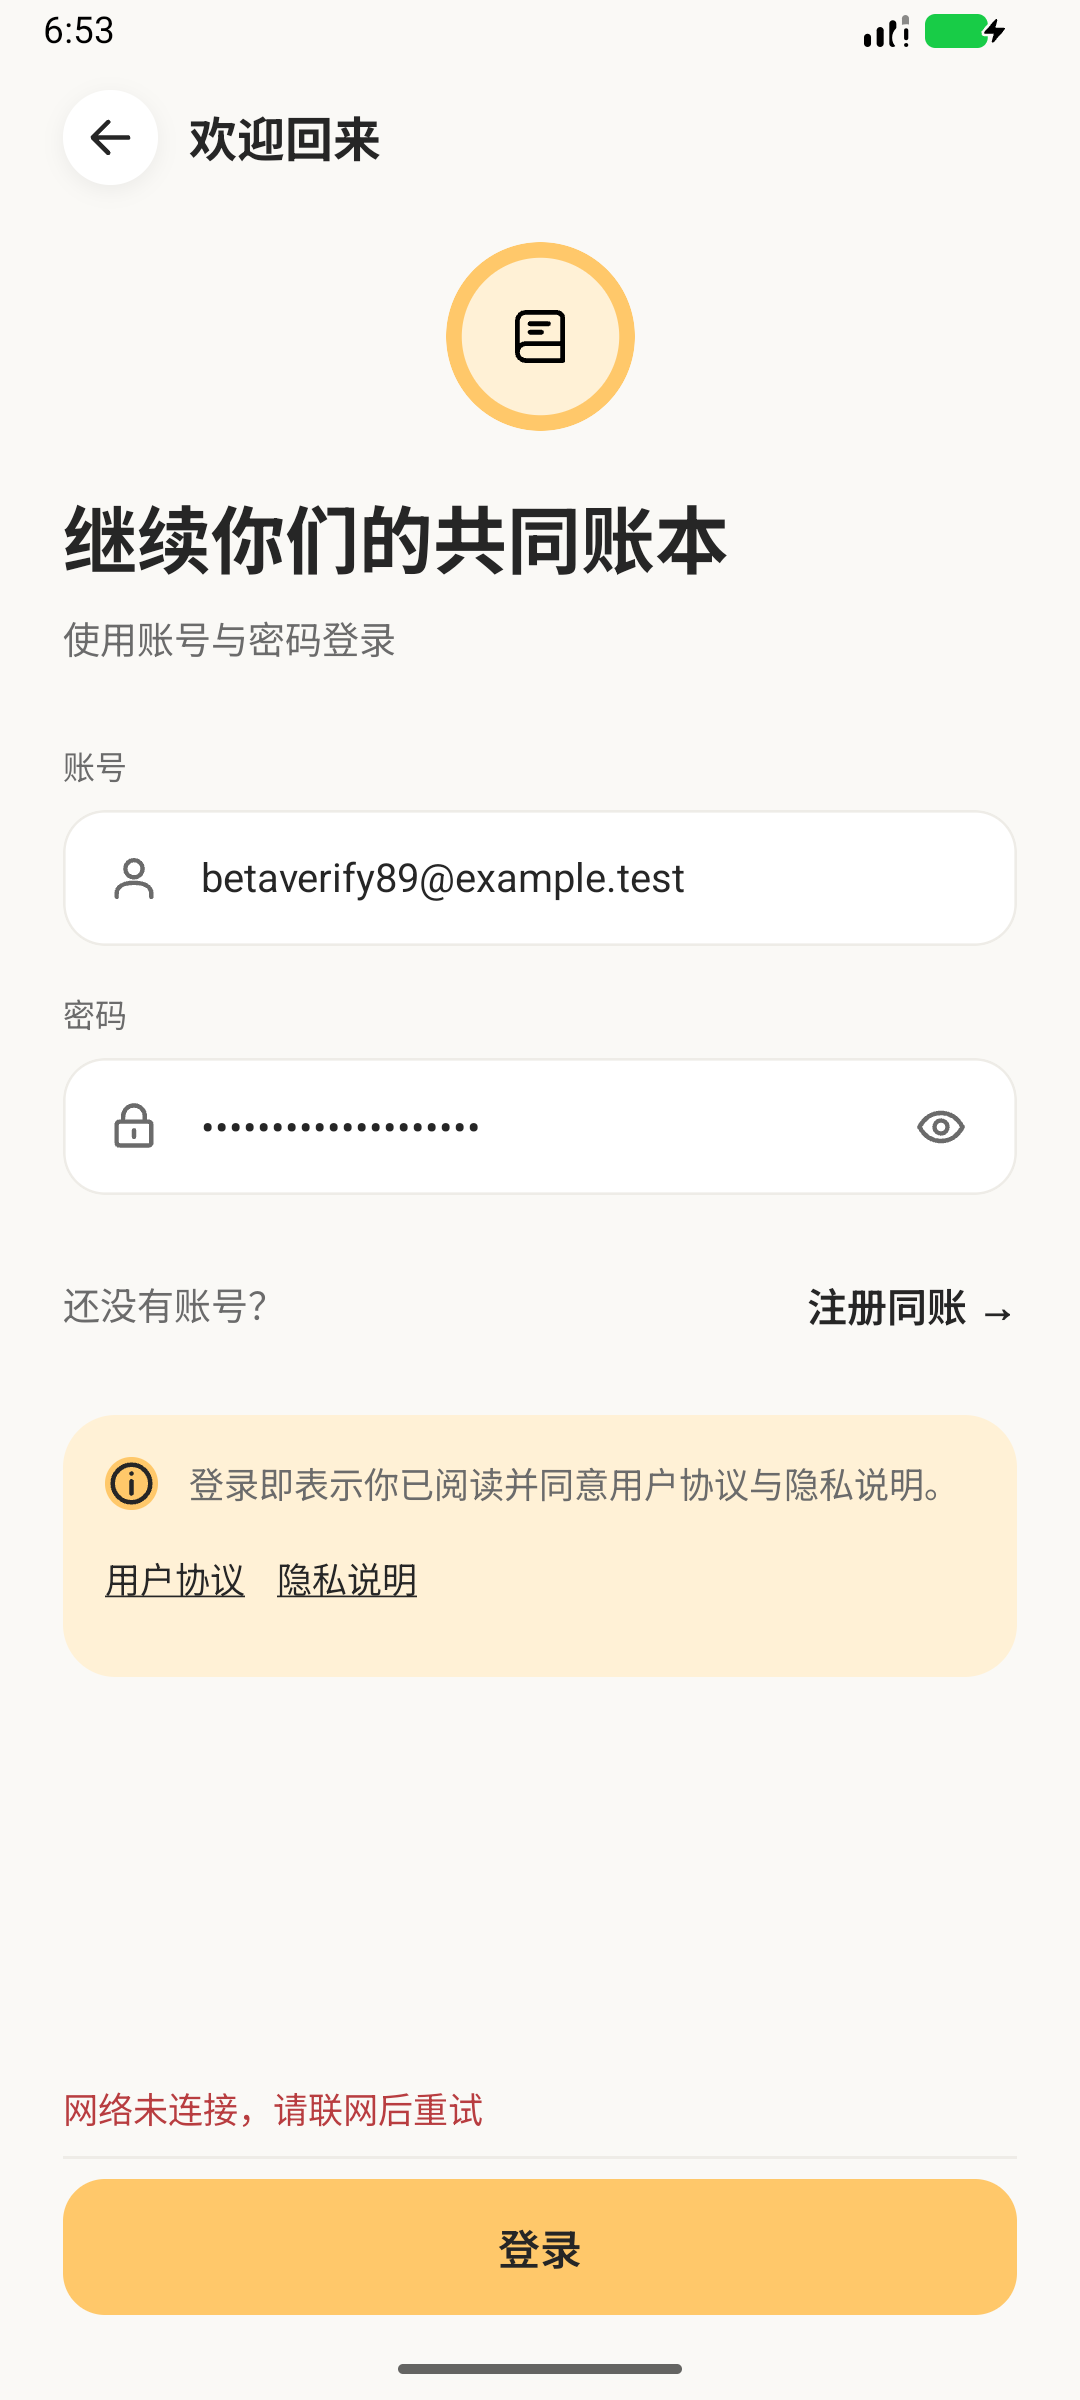 6:53
欢迎回来
继续你们的共同账本
使用账号与密码登录
账号
betaverify89@example.test
密码
••••••••••••••••••••
还没有账号？
注册同账 →
登录即表示你已阅读并同意用户协议与隐私说明。
用户协议 隐私说明
网络未连接，请联网后重试
登录